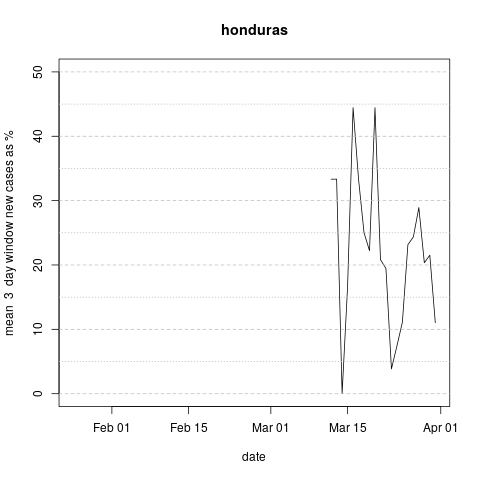 honduras
mean 3 day window new cases as %
50
40
30
20
10
0
Feb 01
Feb 15
Mar 01
Mar 15
Apr 01
date